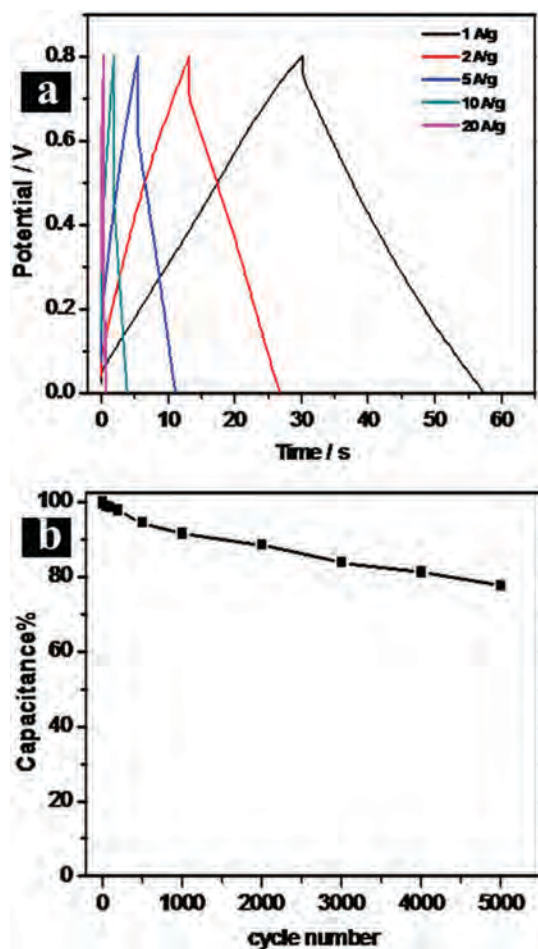 a
1 A/g
2 A/g
5 A/g
10 A/g
20 A/g
Potential / V
0.8
0.6
0.4
0.2
0.0
0 10 20 30 40 50 60
Time / s
b
Capacitance%
100
80
60
40
20
0
0 1000 2000 3000 4000 5000
cycle number